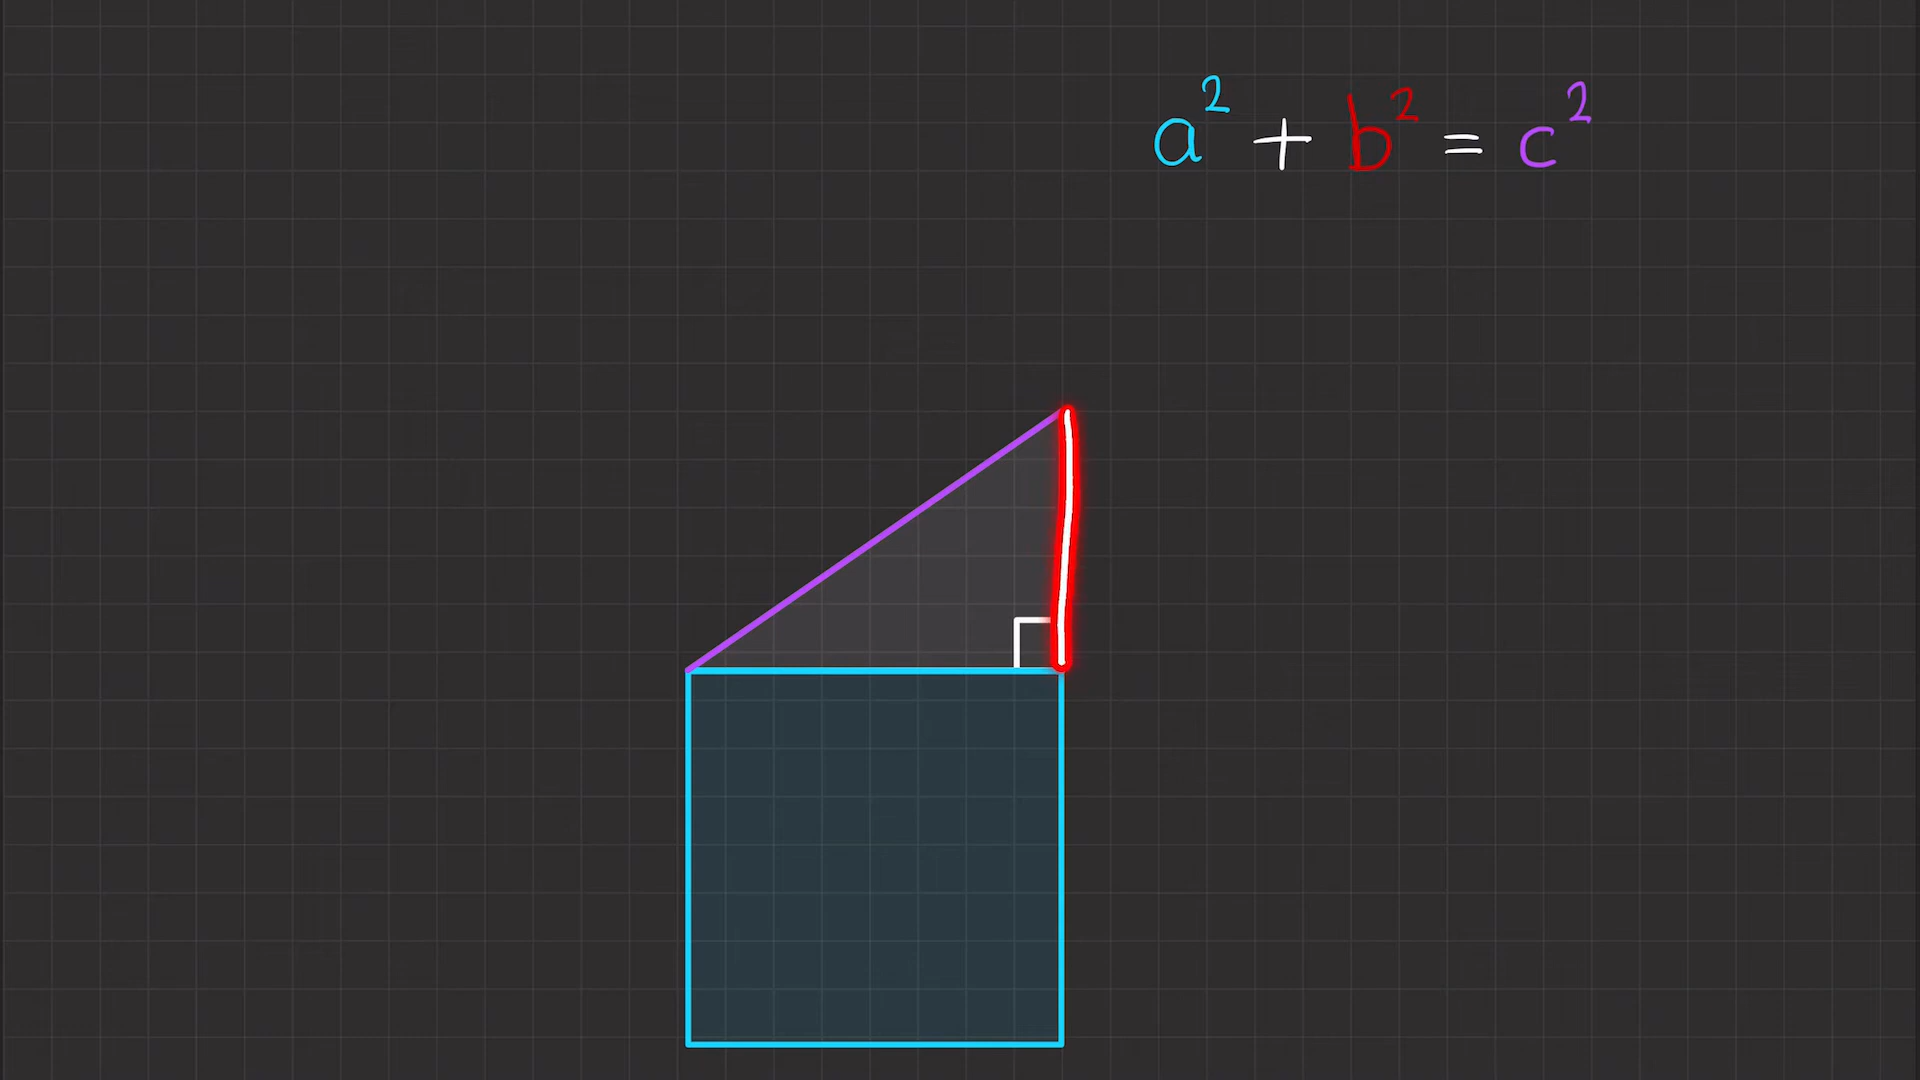 a² + b² = c²